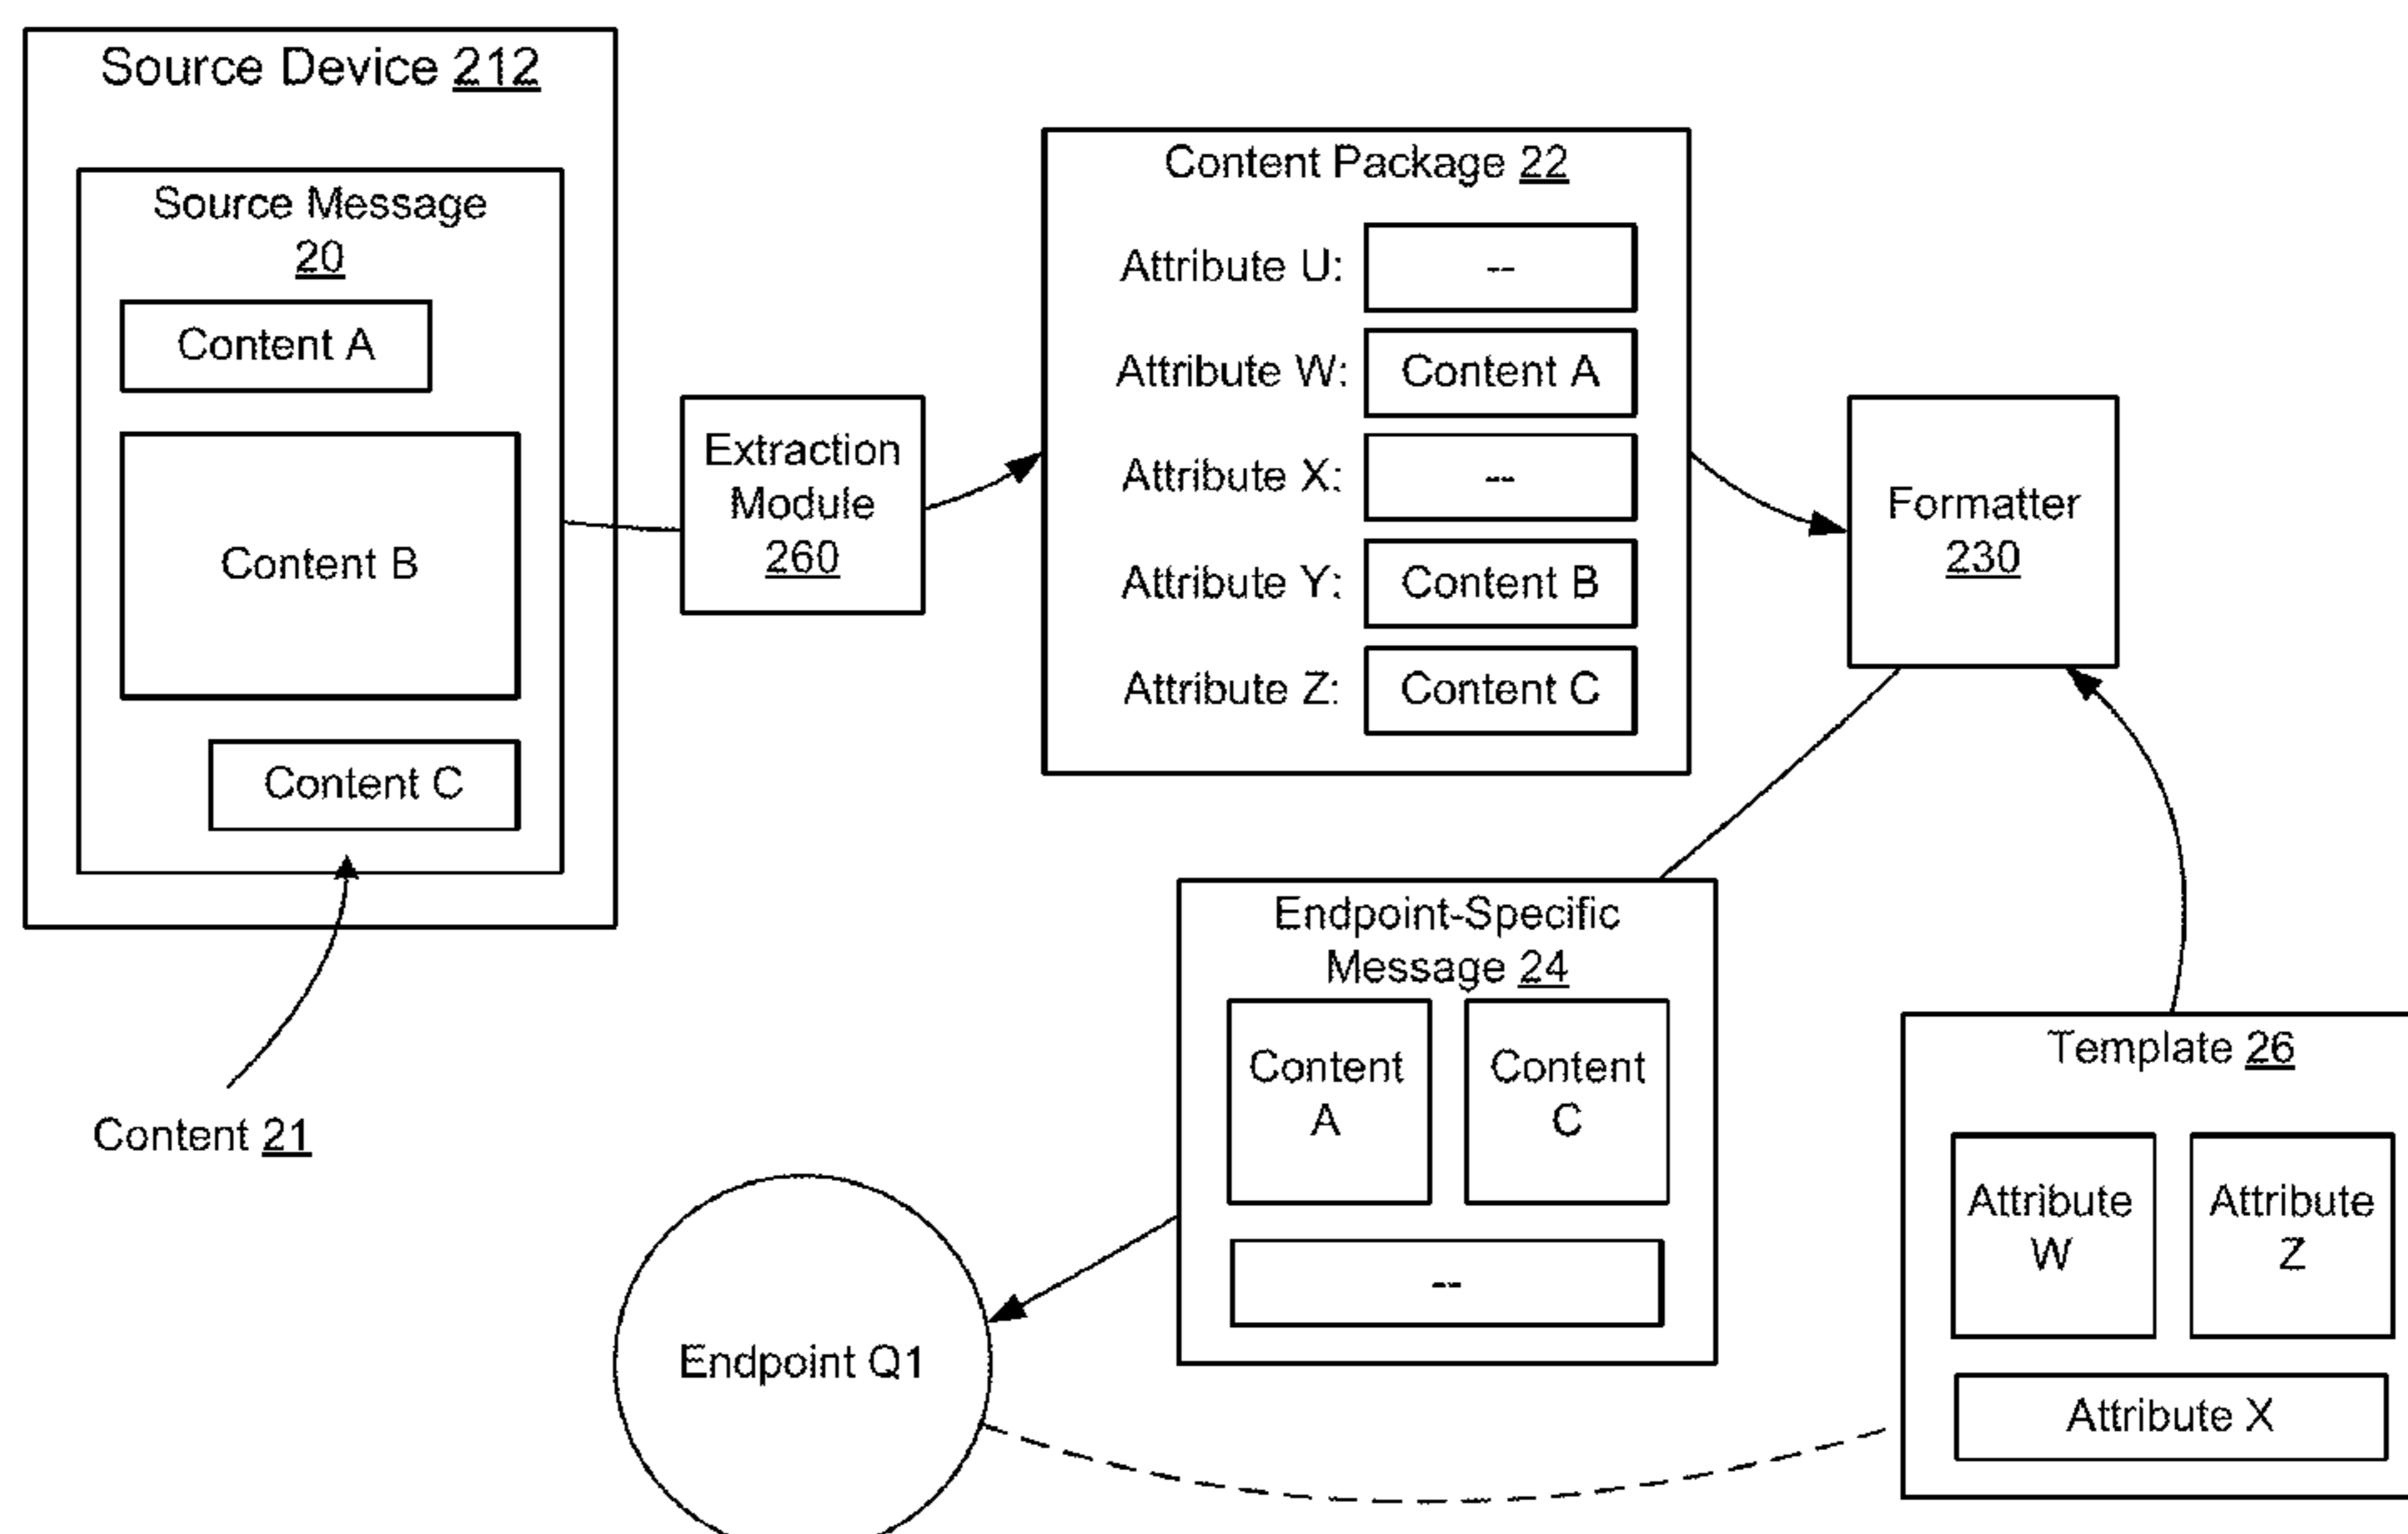 Source Device 212
Source Message
20
Content A
Content B
Content C
Content 21
Extraction
Module
260
Content Package 22
Attribute U: --
Attribute W: Content A
Attribute X: --
Attribute Y: Content B
Attribute Z: Content C
Formatter
230
Endpoint-Specific
Message 24
Content
A
Content
C
--
Endpoint Q1
Template 26
Attribute
W
Attribute
Z
Attribute X